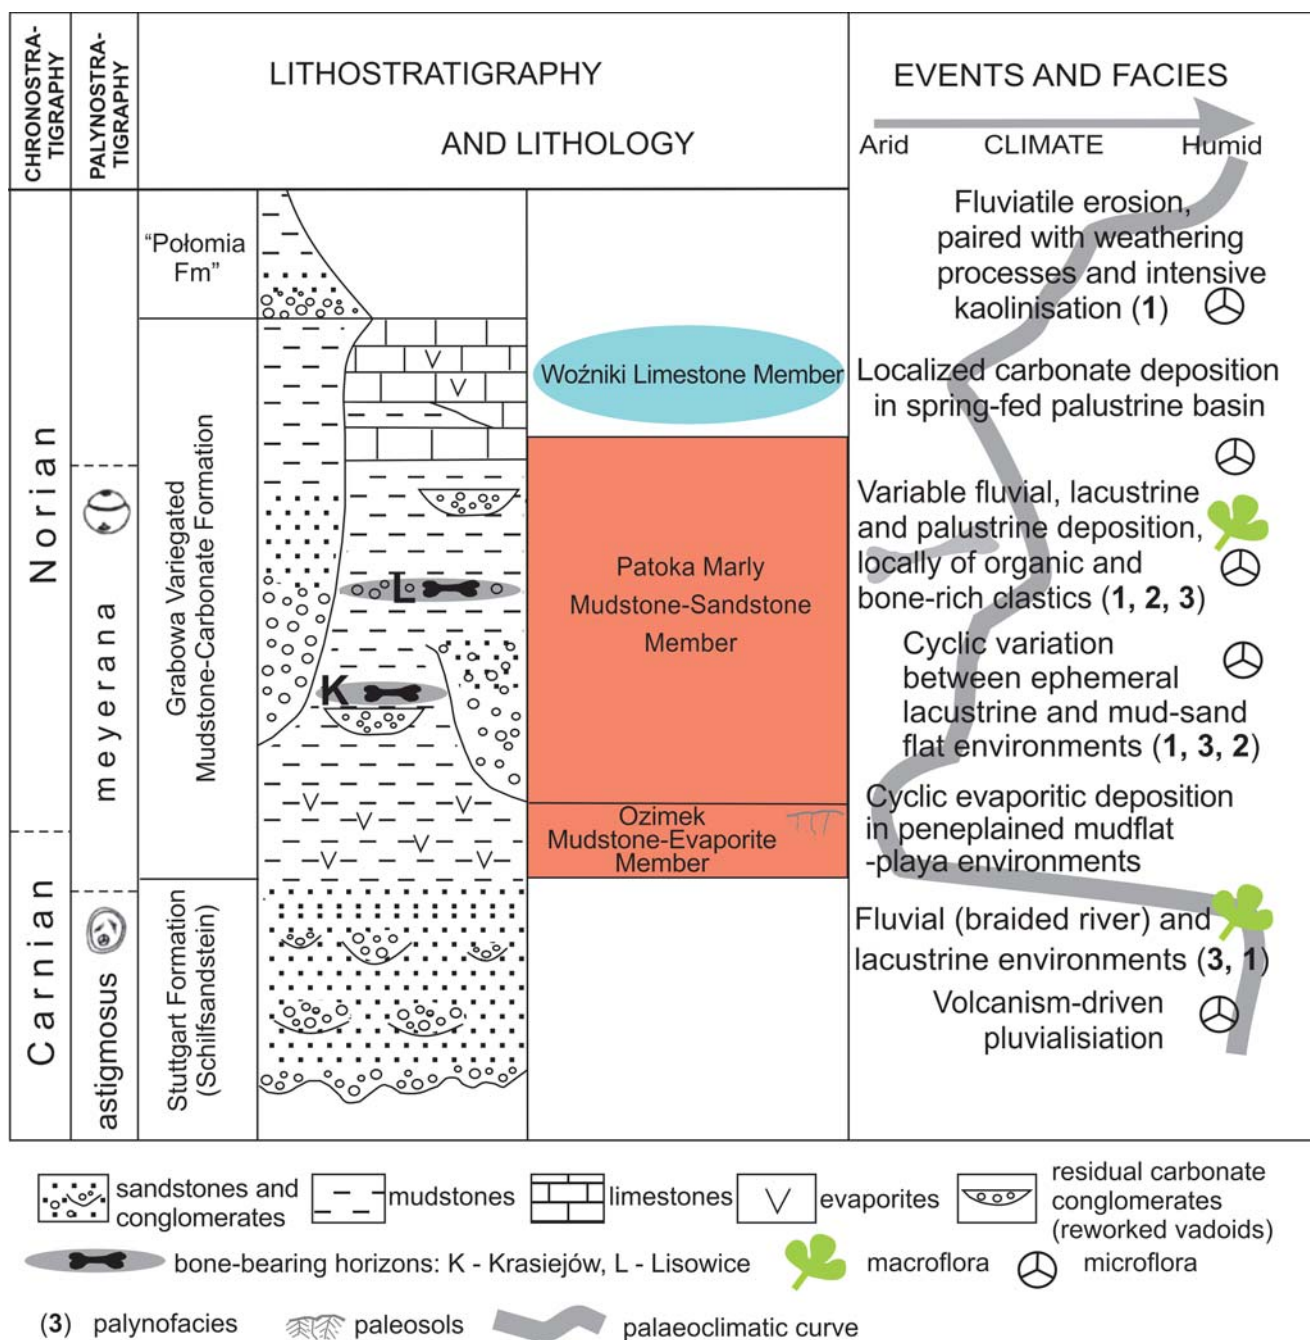 CHRONOSTRA-
TIGRAPHY
PALYNOSTRA-
TIGRAPHY
LITHOSTRATIGRAPHY
AND LITHOLOGY
EVENTS AND FACIES
Arid CLIMATE Humid
Norian
Carnian
meyerana
astigmosus
"Połomia
Fm"
Grabowa Variegated
Mudstone-Carbonate Formation
Stuttgart Formation
(Schilfsandstein)
L
K
Woźniki Limestone Member
Patoka Marly
Mudstone-Sandstone
Member
Ozimek
Mudstone-Evaporite
Member
Fluviatile erosion,
paired with weathering
processes and intensive
kaolinisation (1)
Localized carbonate deposition
in spring-fed palustrine basin
Variable fluvial, lacustrine
and palustrine deposition,
locally of organic and
bone-rich clastics (1, 2, 3)
Cyclic variation
between ephemeral
lacustrine and mud-sand
flat environments (1, 3, 2)
Cyclic evaporitic deposition
in peneplained mudflat
-playa environments
Fluvial (braided river) and
lacustrine environments (3, 1)
Volcanism-driven
pluvialisiation
sandstones and
conglomerates
mudstones
limestones
evaporites
residual carbonate
conglomerates
(reworked vadoids)
bone-bearing horizons: K - Krasiejów, L - Lisowice
macroflora
microflora
(3) palynofacies
paleosols
palaeoclimatic curve